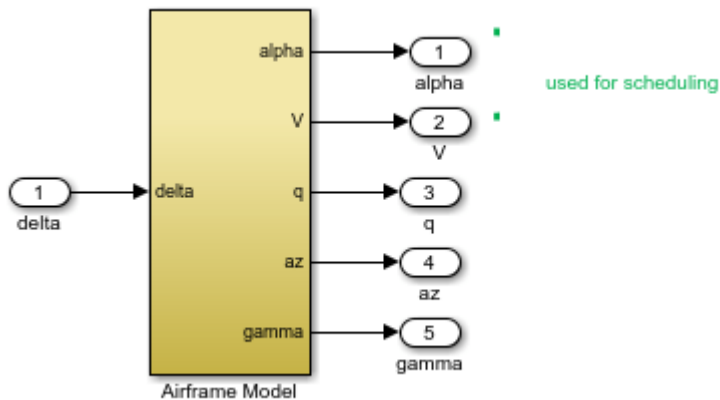 alpha
1
alpha
used for scheduling
V
2
V
1
delta
delta
q
3
q
az
4
az
gamma
5
gamma
Airframe Model